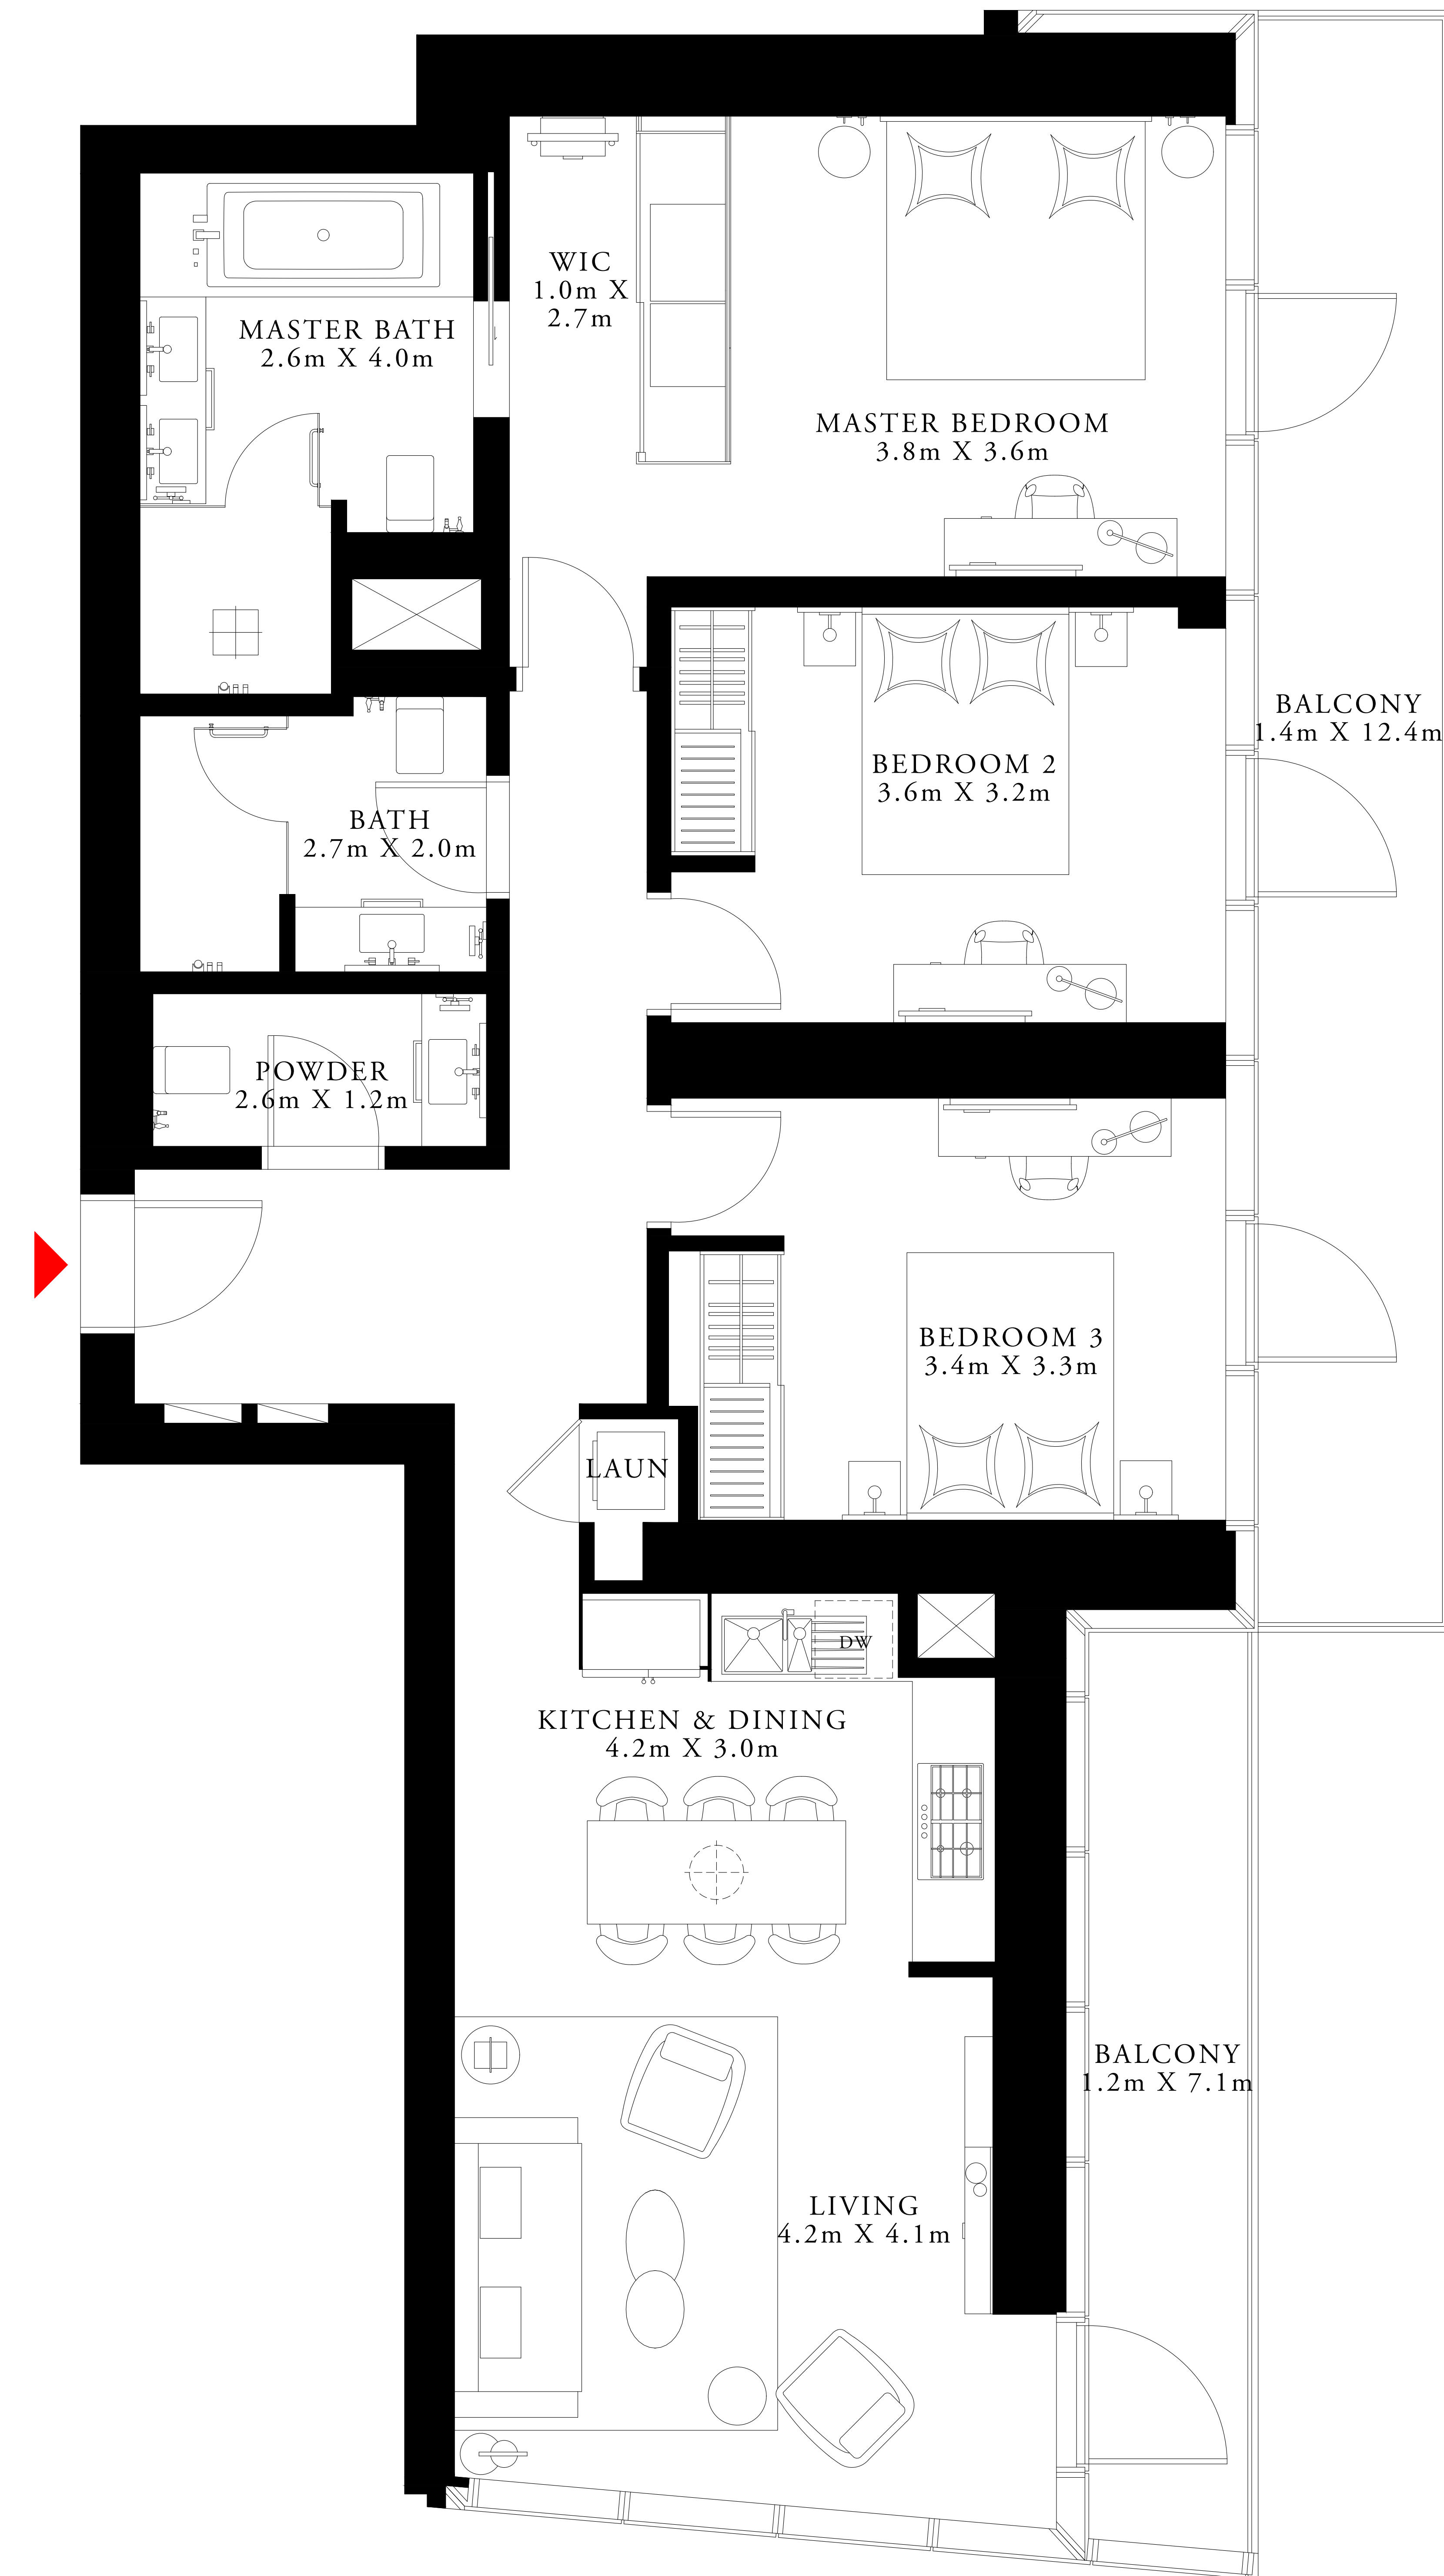 WIC
1.0m X
2.7m
MASTER BATH
2.6m X 4.0m
MASTER BEDROOM
3.8m X 3.6m
BALCONY
1.4m X 12.4m
BEDROOM 2
3.6m X 3.2m
BATH
2.7m X 2.0m
POWDER
2.6m X 1.2m
BEDROOM 3
3.4m X 3.3m
LAUN
DW
KITCHEN & DINING
4.2m X 3.0m
BALCONY
1.2m X 7.1m
LIVING
4.2m X 4.1m